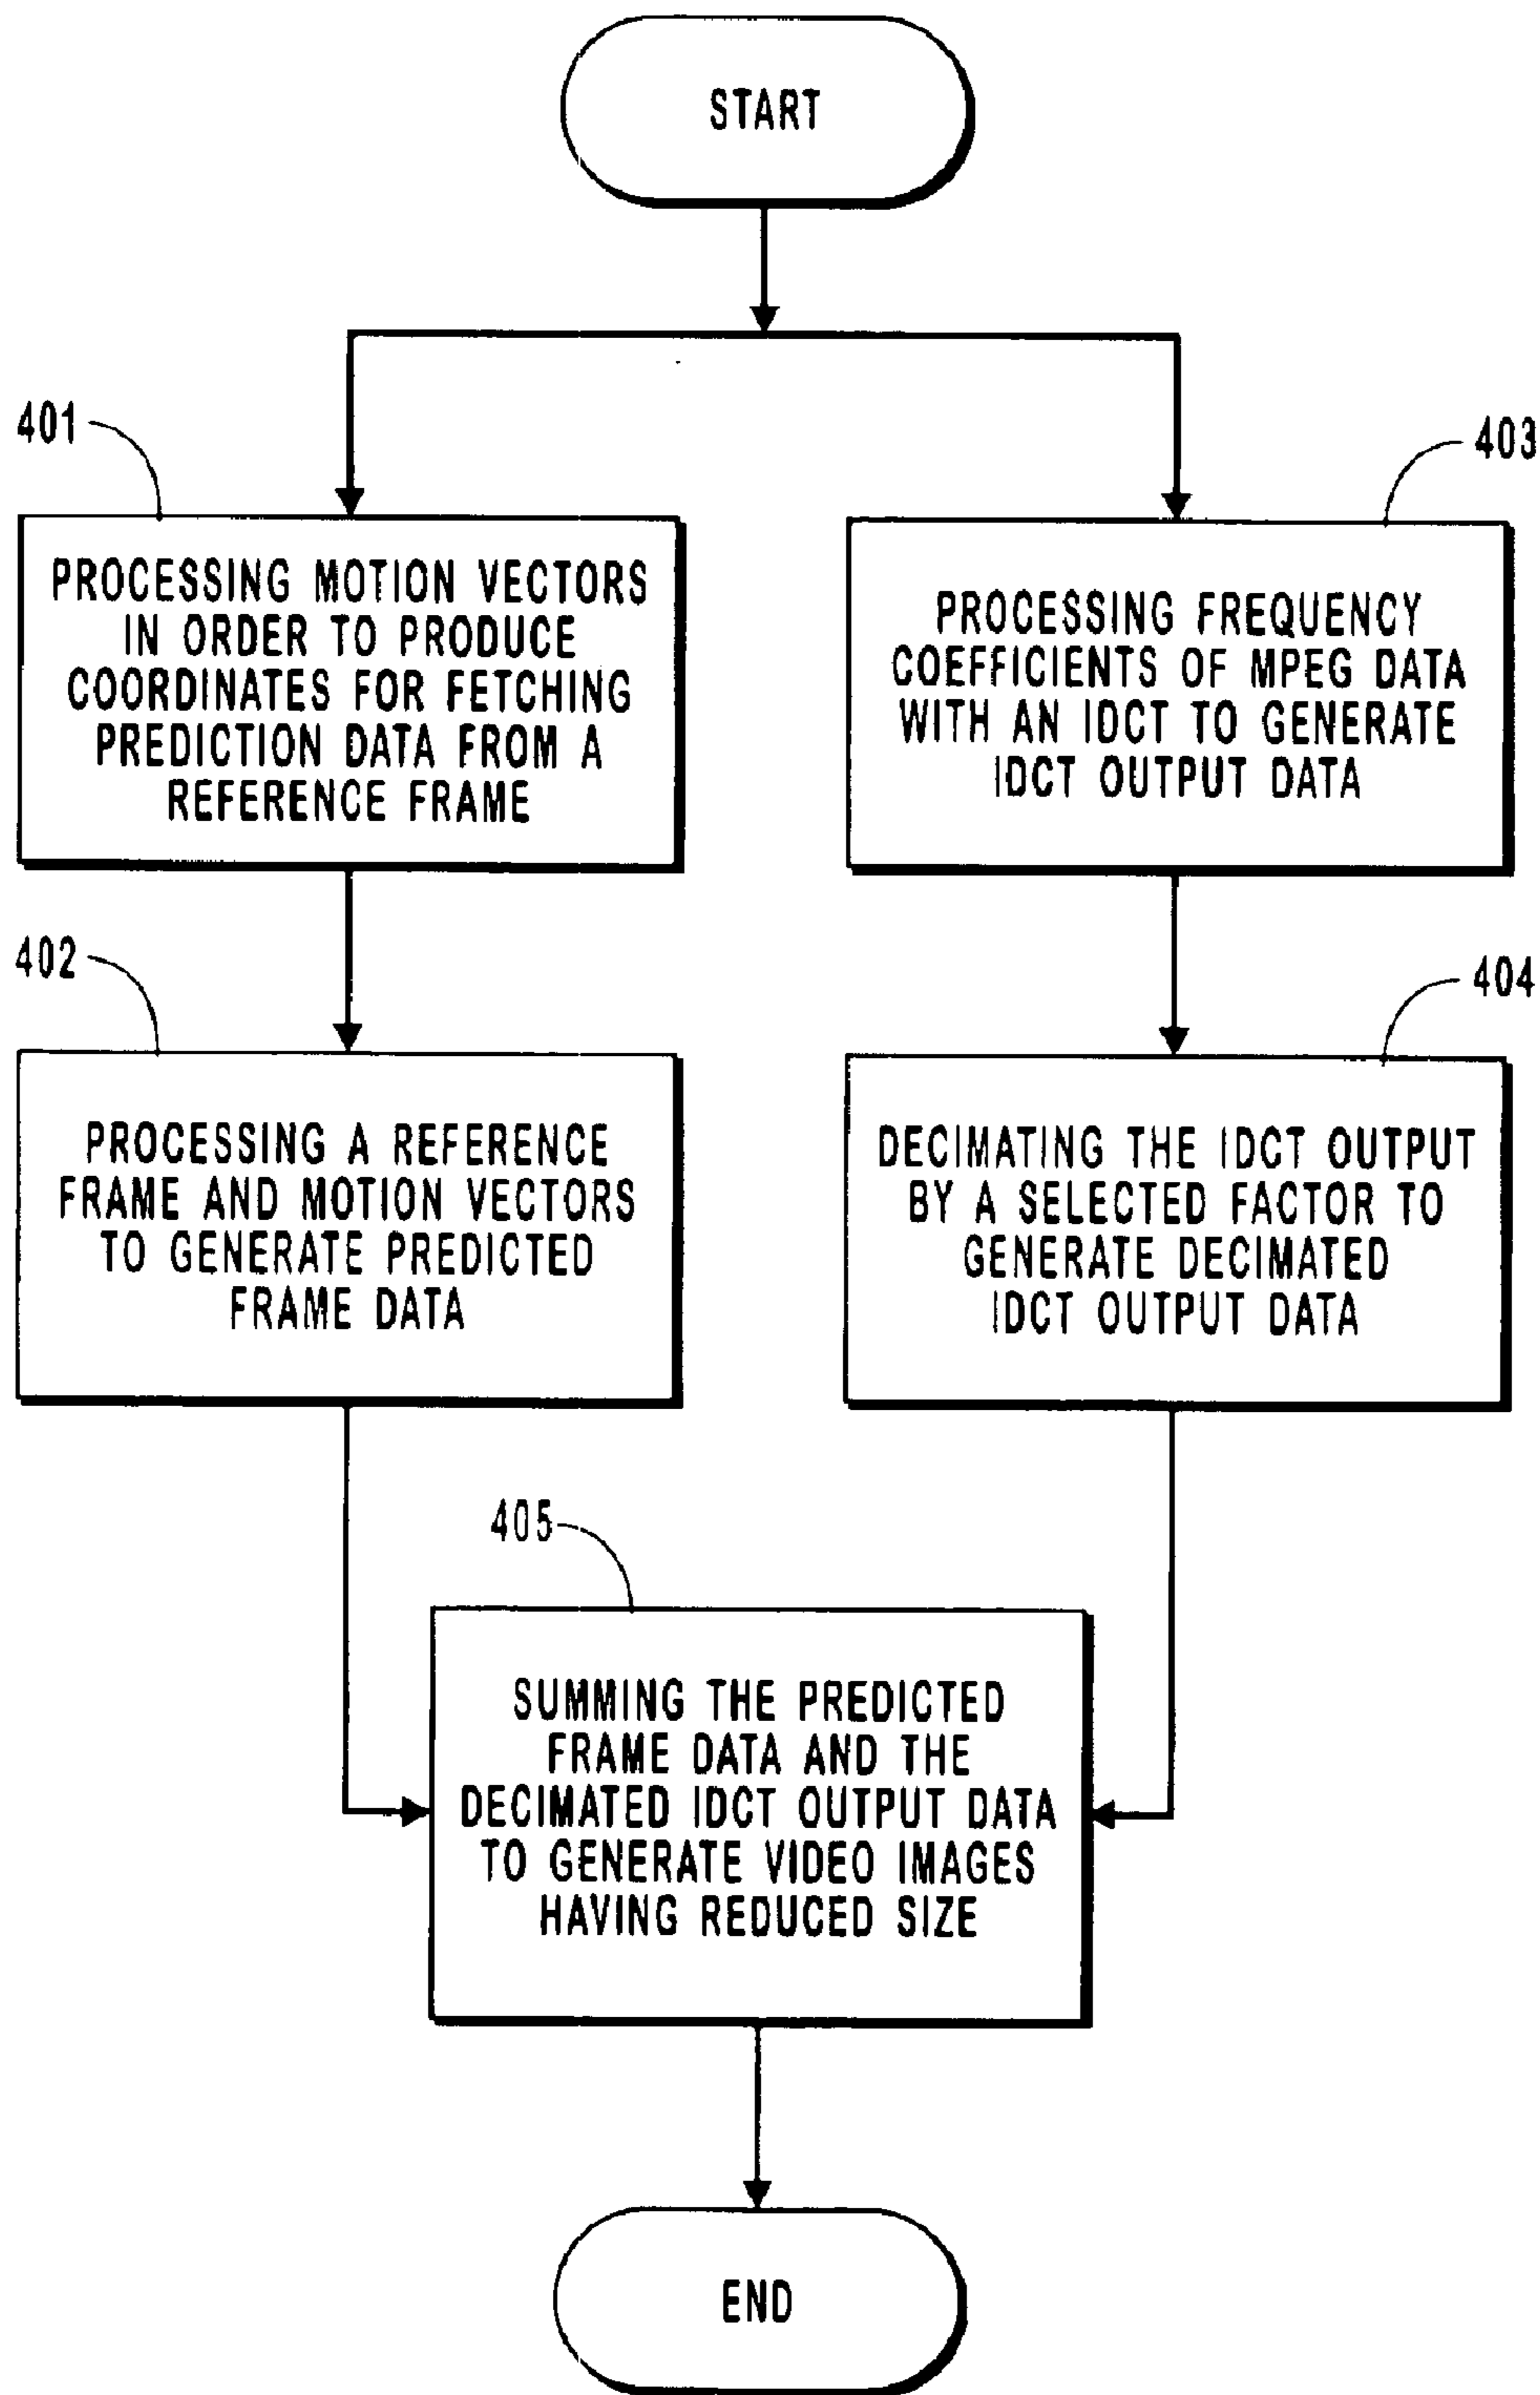 START
401
PROCESSING MOTION VECTORS
IN ORDER TO PRODUCE
COORDINATES FOR FETCHING
PREDICTION DATA FROM A
REFERENCE FRAME
403
PROCESSING FREQUENCY
COEFFICIENTS OF MPEG DATA
WITH AN IDCT TO GENERATE
IDCT OUTPUT DATA
402
PROCESSING A REFERENCE
FRAME AND MOTION VECTORS
TO GENERATE PREDICTED
FRAME DATA
404
DECIMATING THE IDCT OUTPUT
BY A SELECTED FACTOR TO
GENERATE DECIMATED
IDCT OUTPUT DATA
405
SUMMING THE PREDICTED
FRAME DATA AND THE
DECIMATED IDCT OUTPUT DATA
TO GENERATE VIDEO IMAGES
HAVING REDUCED SIZE
END